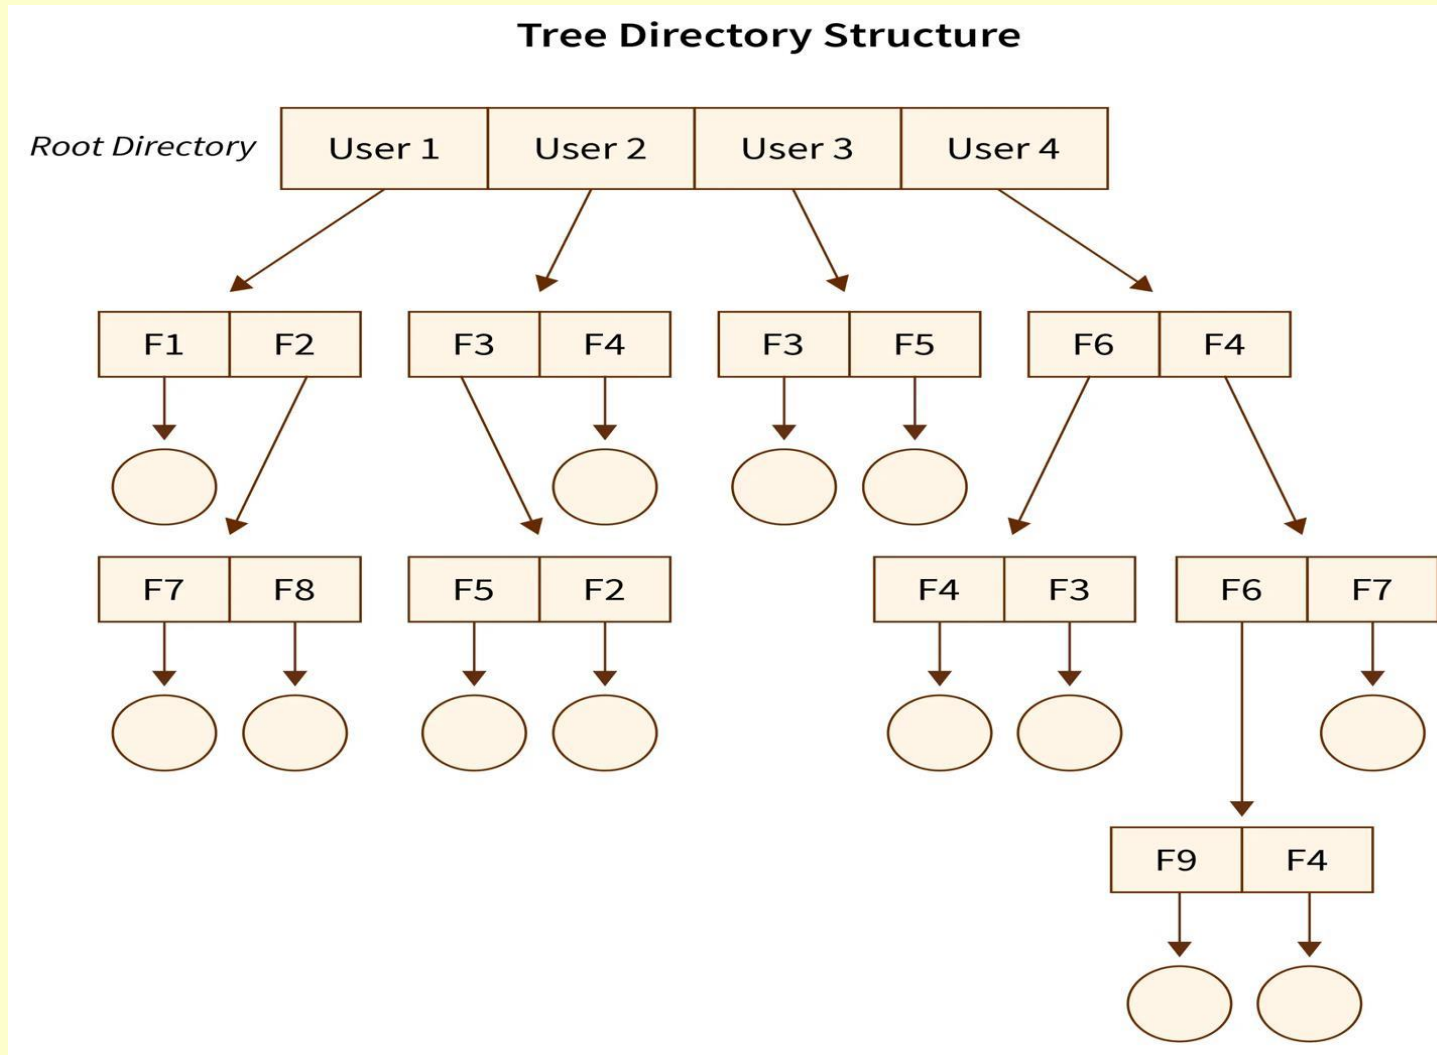 Tree Directory Structure
Root Directory User 1 User 2 User 3 User 4
F1 F2 F3 F4 F3 F5 F6 F4
F7 F8 F5 F2 F4 F3 F6 F7
F9 F4